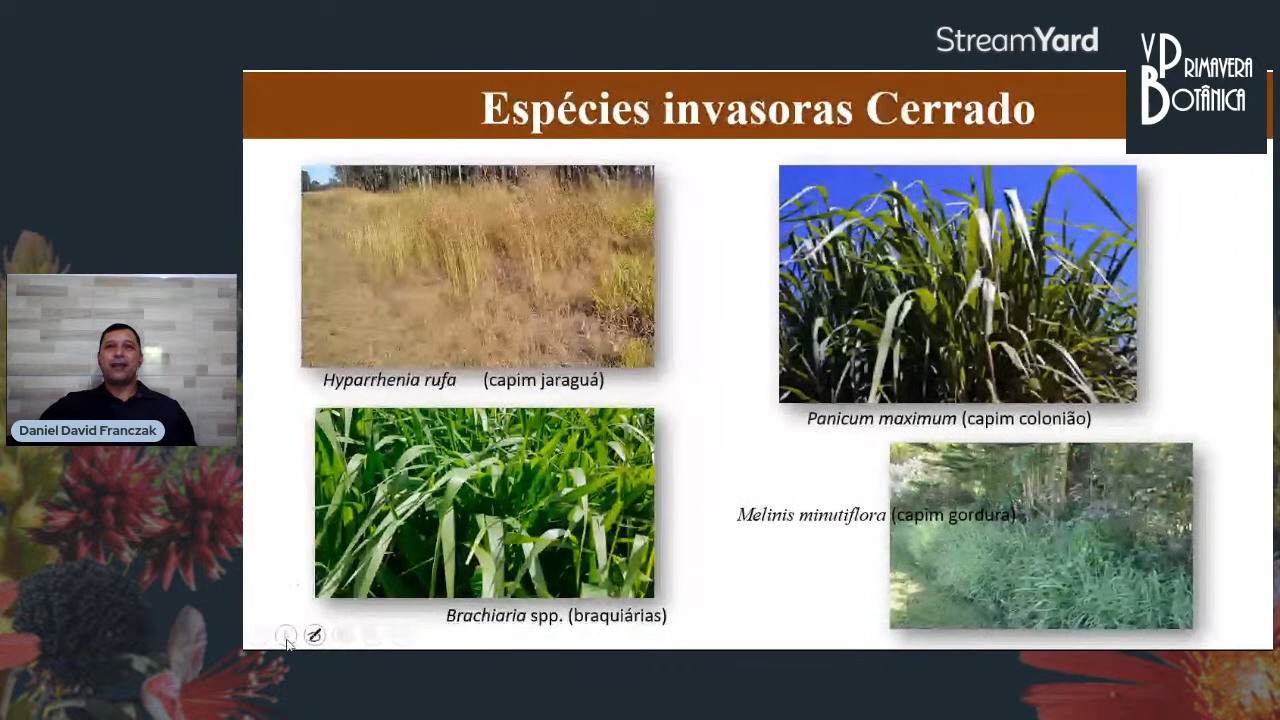 StreamYard
V PRIMAVERA
BOTÂNICA
Espécies invasoras Cerrado
Hyparrhenia rufa (capim jaraguá)
Panicum maximum (capim colonião)
Daniel David Franczak
Melinis minutiflora (capim gordura)
Brachiaria spp. (braquiárias)